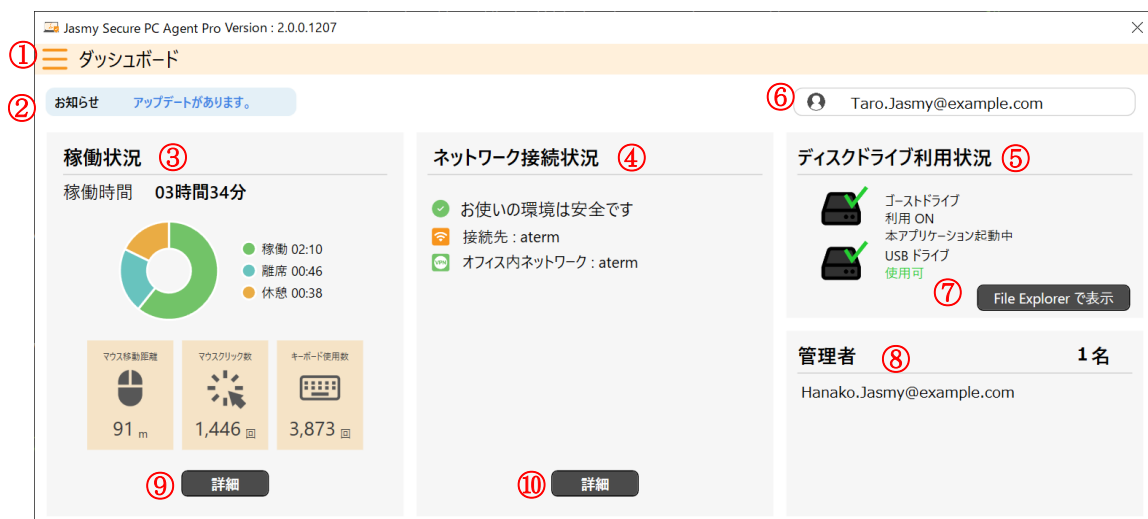 Jasmy Secure PC Agent Pro Version : 2.0.0.1207
① ダッシュボード
② お知らせ アップデートがあります。
⑥ Taro.Jasmy@example.com
稼働状況 ③
稼働時間 03時間34分
稼働 02:10
離席 00:46
休憩 00:38
マウス移動距離
91 m
マウスクリック数
1,446 回
キーボード使用数
3,873 回
⑨ 詳細
ネットワーク接続状況 ④
お使いの環境は安全です
接続先 : aterm
VPN オフィス内ネットワーク : aterm
⑩ 詳細
ディスクドライブ利用状況 ⑤
ゴーストドライブ
利用 ON
本アプリケーション起動中
USB ドライブ
使用可
⑦ File Explorer で表示
管理者 ⑧ 1名
Hanako.Jasmy@example.com